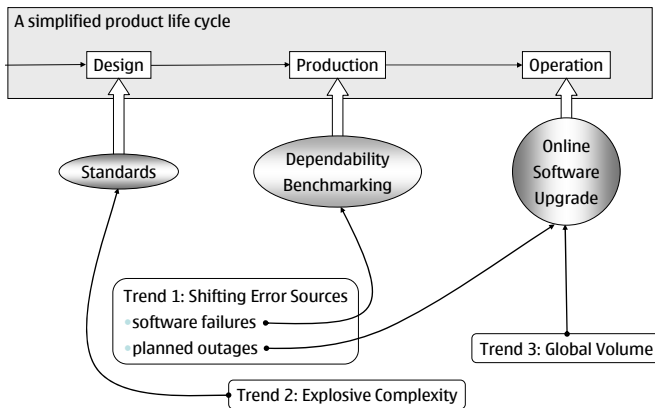 A simplified product life cycle
Design
Production
Operation
Standards
Dependability
Benchmarking
Online
Software
Upgrade
Trend 1: Shifting Error Sources
software failures
planned outages
Trend 3: Global Volume
Trend 2: Explosive Complexity